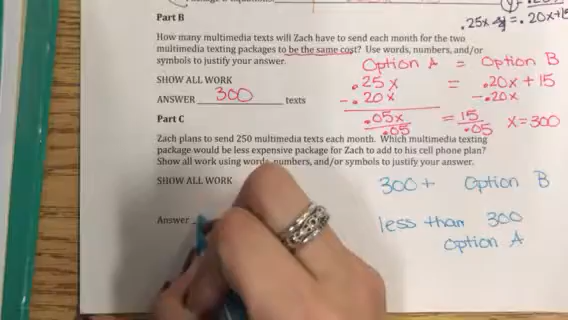 .25x = y = .20x+15
Part B
How many multimedia texts will Zach have to send each month for the two
multimedia texting packages to be the same cost? Use words, numbers, and/or
symbols to justify your answer.
Option A = Option B
SHOW ALL WORK
.25x = .20x + 15
-.20x -.20x
ANSWER 300 texts
.05x = 15 x=300
.05 .05
Part C
Zach plans to send 250 multimedia texts each month. Which multimedia texting
package would be less expensive package for Zach to add to his cell phone plan?
Show all work using words, numbers, and/or symbols to justify your answer.
SHOW ALL WORK
300+ Option B
less than 300
Option A
Answer